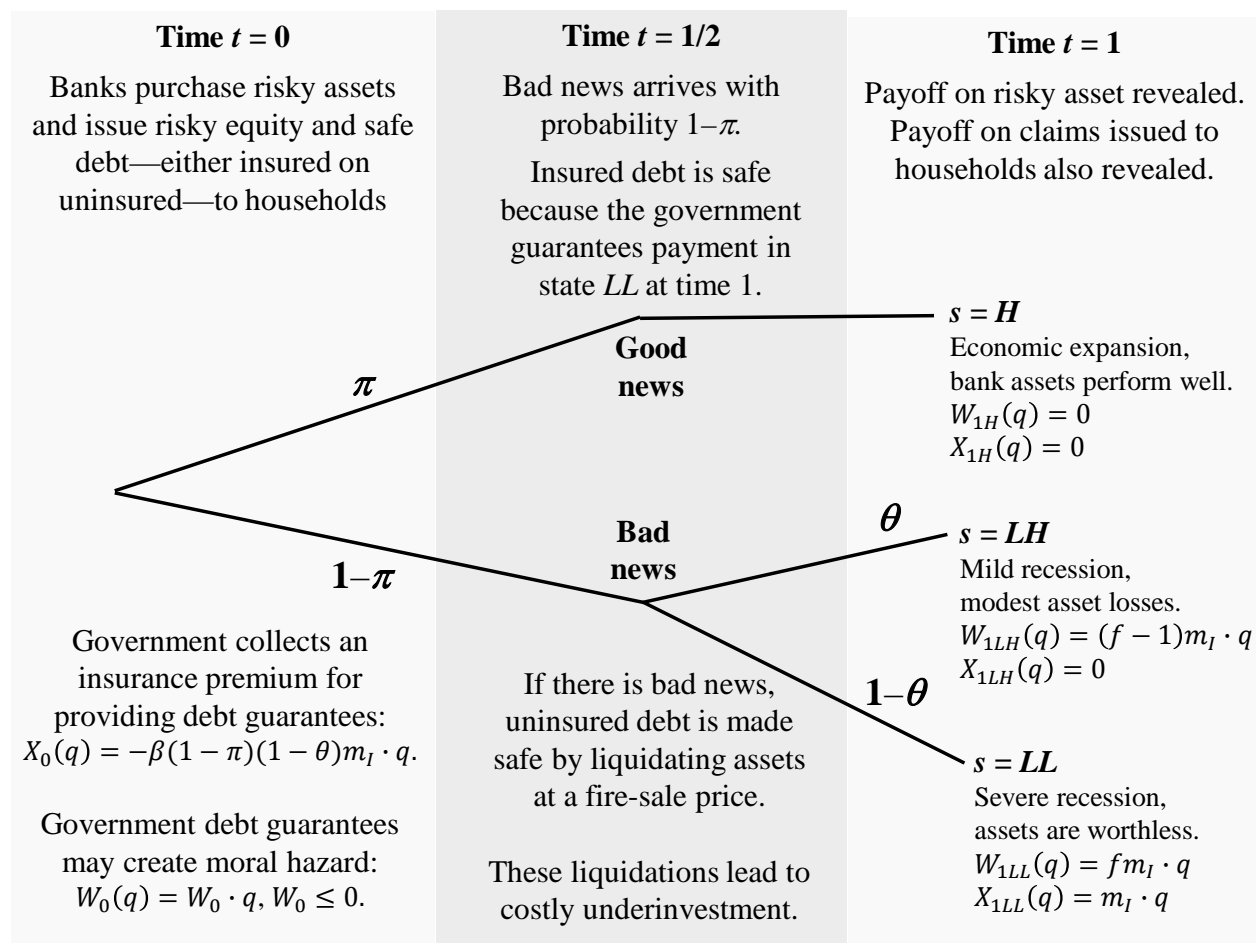 Time t = 0
Banks purchase risky assets
and issue risky equity and safe
debt—either insured on
uninsured—to households
Time t = 1/2
Bad news arrives with
probability 1–π.
Insured debt is safe
because the government
guarantees payment in
state LL at time 1.
Time t = 1
Payoff on risky asset revealed.
Payoff on claims issued to
households also revealed.
π
Good
news
s = H
Economic expansion,
bank assets perform well.
W₁H(q) = 0
X₁H(q) = 0
1–π
Bad
news
θ
s = LH
Mild recession,
modest asset losses.
W₁LH(q) = (f − 1)m_I · q
X₁LH(q) = 0
1–θ
s = LL
Severe recession,
assets are worthless.
W₁LL(q) = fm_I · q
X₁LL(q) = m_I · q
Government collects an
insurance premium for
providing debt guarantees:
X₀(q) = −β(1 − π)(1 − θ)m_I · q.
Government debt guarantees
may create moral hazard:
W₀(q) = W₀ · q, W₀ ≤ 0.
If there is bad news,
uninsured debt is made
safe by liquidating assets
at a fire-sale price.
These liquidations lead to
costly underinvestment.